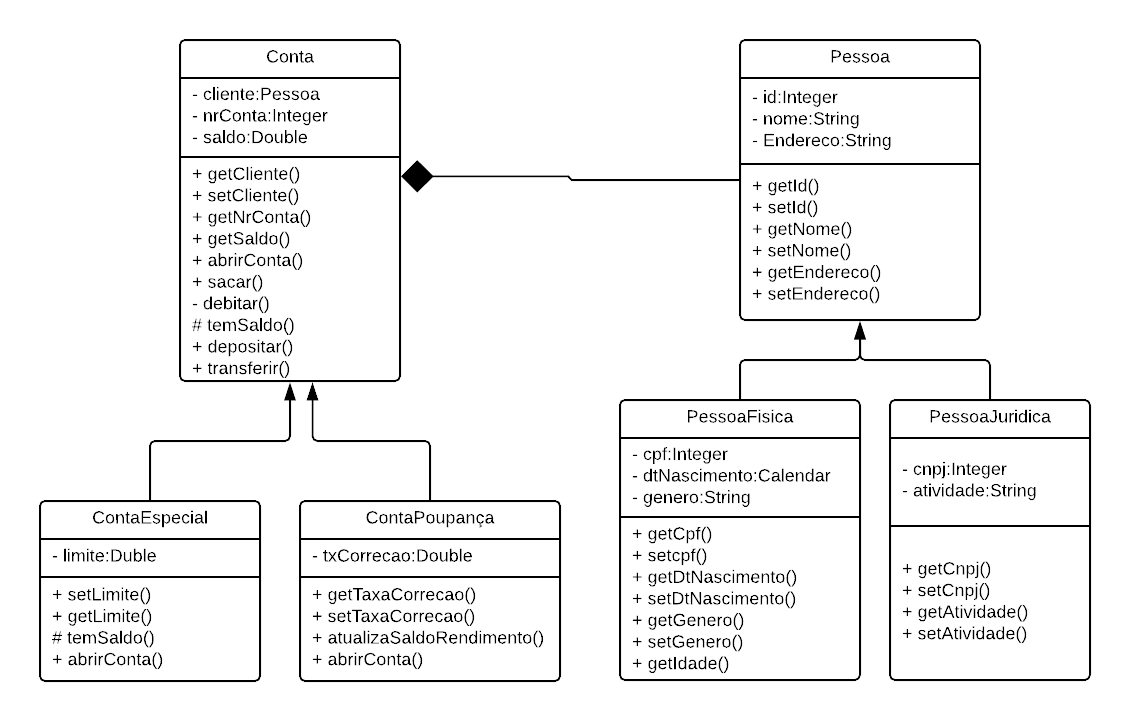 Conta
- cliente:Pessoa
- nrConta:Integer
- saldo:Double
+ getCliente()
+ setCliente()
+ getNrConta()
+ getSaldo()
+ abrirConta()
+ sacar()
- debitar()
# temSaldo()
+ depositar()
+ transferir()
Pessoa
- id:Integer
- nome:String
- Endereco:String
+ getId()
+ setId()
+ getNome()
+ setNome()
+ getEndereco()
+ setEndereco()
ContaEspecial
- limite:Duble
+ setLimite()
+ getLimite()
# temSaldo()
+ abrirConta()
ContaPoupança
- txCorrecao:Double
+ getTaxaCorrecao()
+ setTaxaCorrecao()
+ atualizaSaldoRendimento()
+ abrirConta()
PessoaFisica
- cpf:Integer
- dtNascimento:Calendar
- genero:String
+ getCpf()
+ setcpf()
+ getDtNascimento()
+ setDtNascimento()
+ getGenero()
+ setGenero()
+ getIdade()
PessoaJuridica
- cnpj:Integer
- atividade:String
+ getCnpj()
+ setCnpj()
+ getAtividade()
+ setAtividade()